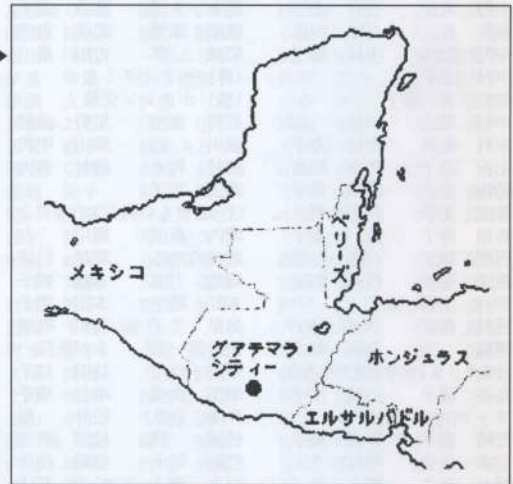 ベリーズ
メキシコ
グアテマラ
シティー
ホンジュラス
エルサルバドル